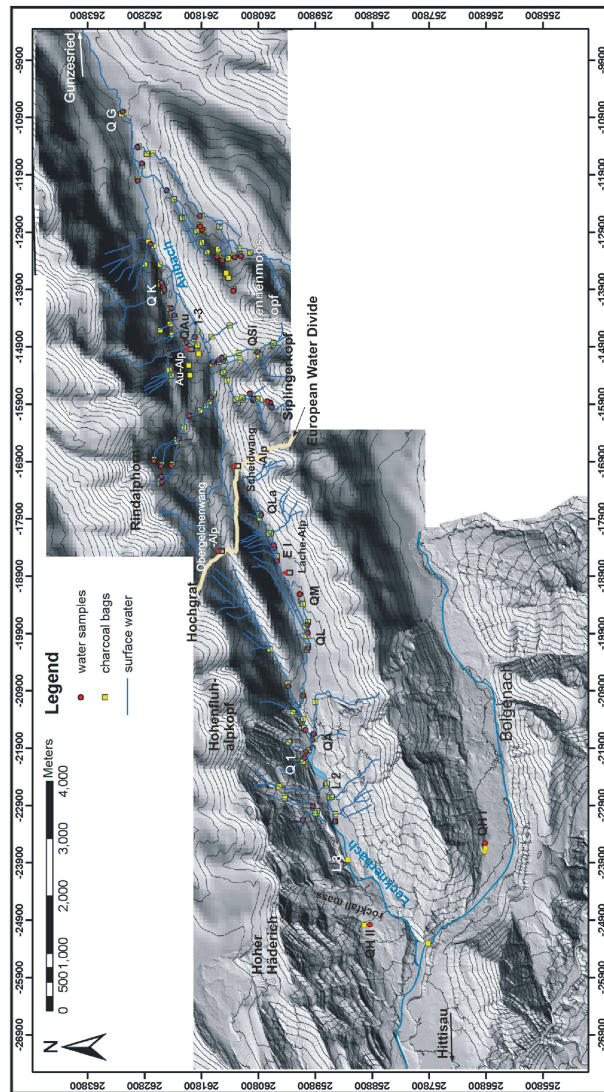 N
0 500 1,000 2,000 3,000 4,000
Meters
Legend
water samples
charcoal bags
surface water
-26900 -25900 -24900 -23900 -22900 -21900 -20900 -19900 -18900 -17900 -16900 -15900 -14900 -13900 -12900 -11900 -10900 -9900
263800
262800
261800
260800
259800
258800
257800
256800
255800
Gunzesried
Q G
Aubach
Q K
QAu
I-3
Au-Alp
Rindalphorn
Obergelchenwang
-Alp
Hochgrat
Scheidwang
-Alp
European Water Divide
Siplingerkopf
QSi
ennenmoos
kopf
QLa
E I
Lache-Alp
QM
QL
Hohenfluh-
alpkopf
Q 1
QA
L 2
L 3
Lecknerbach
Hoher
Häderich
rockfall mass
QH II
QH I
Bolgenach
Hittisau